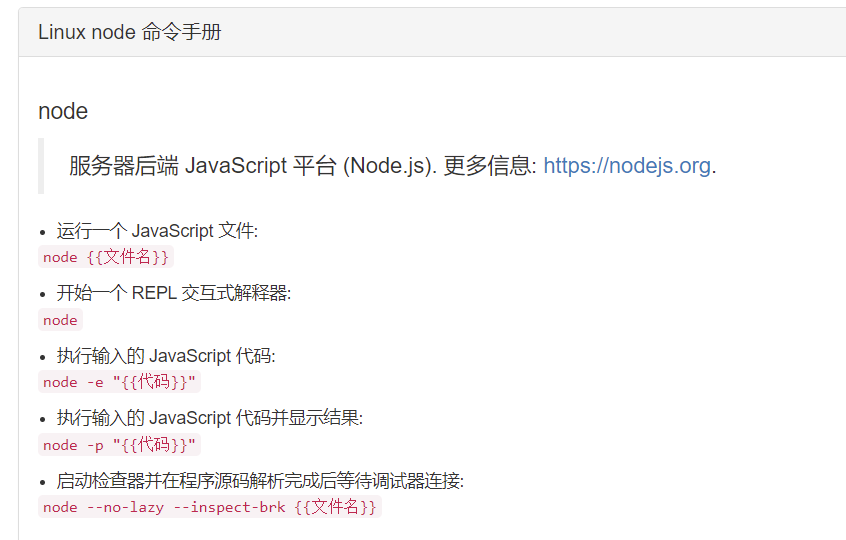 Linux node 命令手册
node
服务器后端 JavaScript 平台 (Node.js). 更多信息: https://nodejs.org.
• 运行一个 JavaScript 文件:
node {{文件名}}
• 开始一个 REPL 交互式解释器:
node
• 执行输入的 JavaScript 代码:
node -e "{{代码}}"
• 执行输入的 JavaScript 代码并显示结果:
node -p "{{代码}}"
• 启动检查器并在程序源码解析完成后等待调试器连接:
node --no-lazy --inspect-brk {{文件名}}